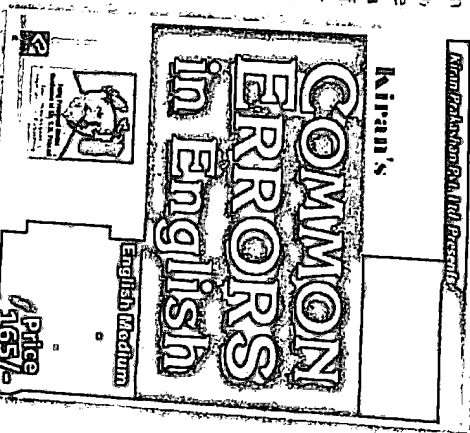 Kiran Prakashan Pvt. Ltd. Presents
Kiran's
COMMON
ERRORS
in English
English Medium
Price
165/-